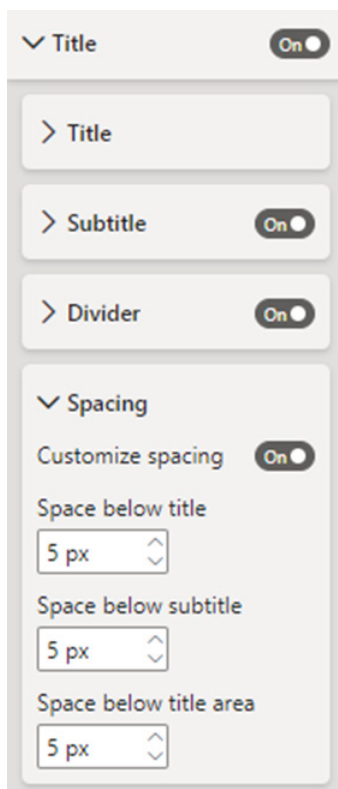 Title On
Title
Subtitle On
Divider On
Spacing
Customize spacing On
Space below title
5 px
Space below subtitle
5 px
Space below title area
5 px